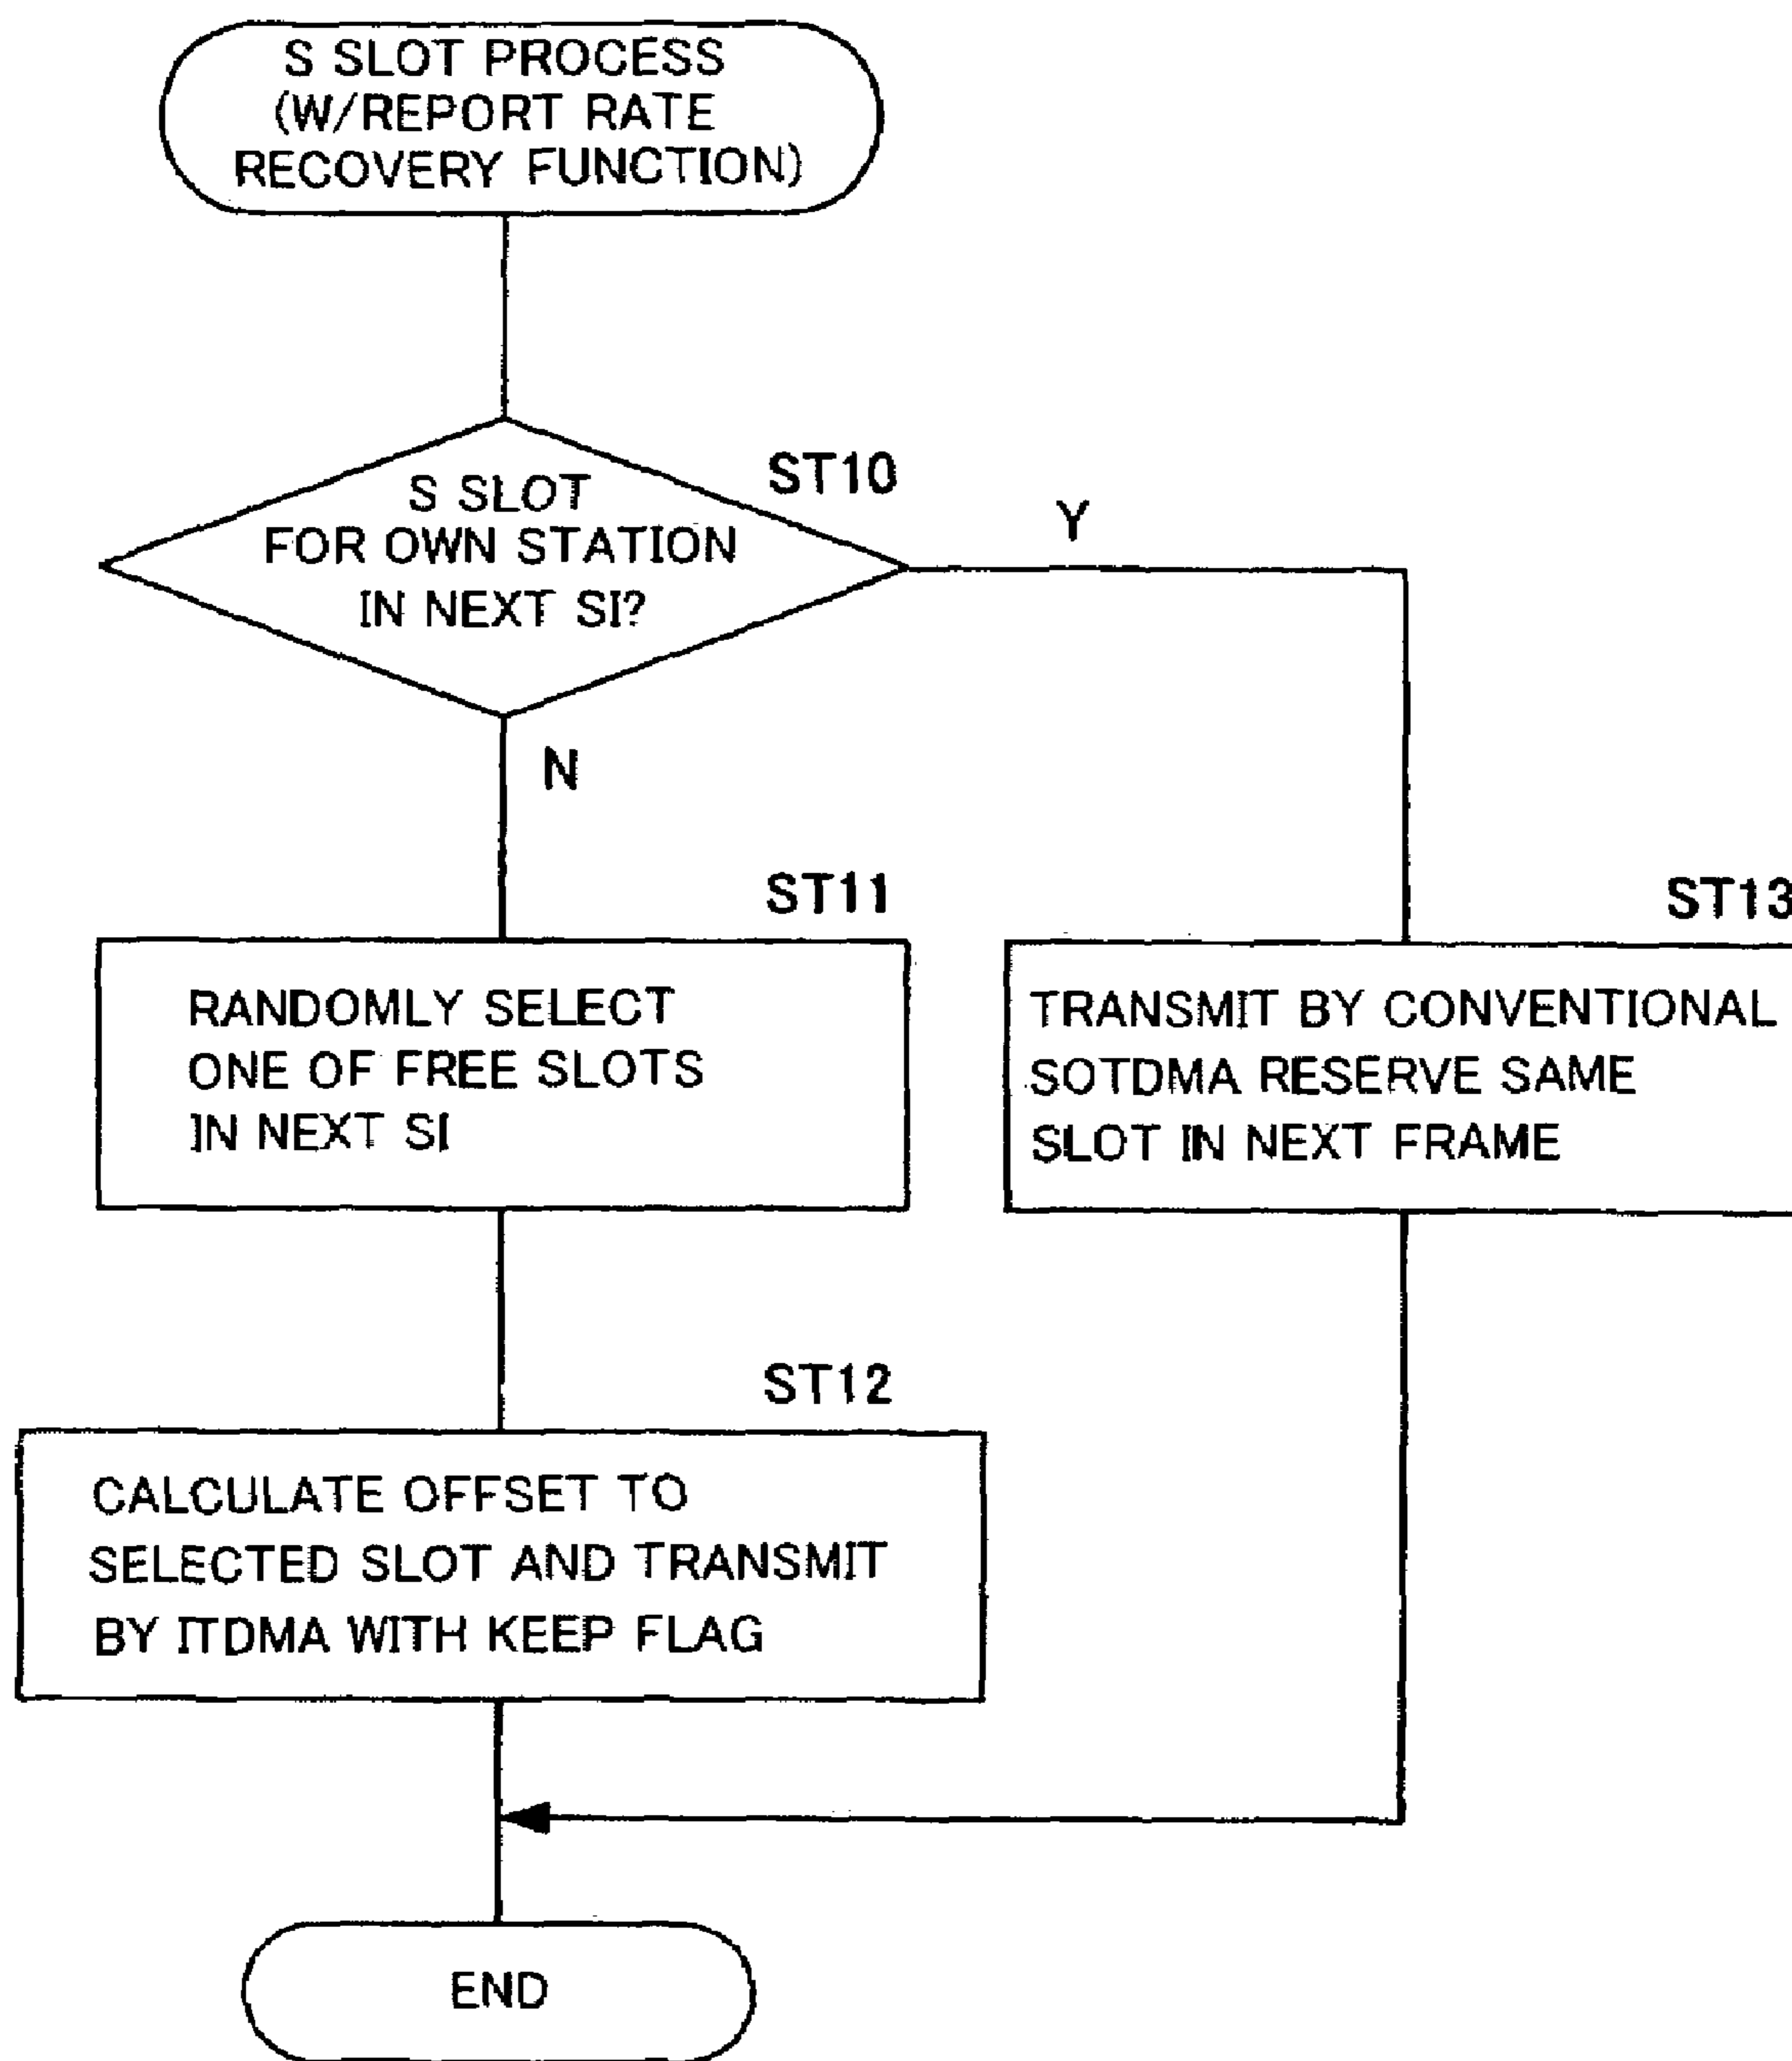 S SLOT PROCESS
(W/REPORT RATE
RECOVERY FUNCTION)
ST10
S SLOT
FOR OWN STATION
IN NEXT SI?
Y
N
ST11
RANDOMLY SELECT
ONE OF FREE SLOTS
IN NEXT SI
ST13
TRANSMIT BY CONVENTIONAL
SOTDMA RESERVE SAME
SLOT IN NEXT FRAME
ST12
CALCULATE OFFSET TO
SELECTED SLOT AND TRANSMIT
BY ITDMA WITH KEEP FLAG
END